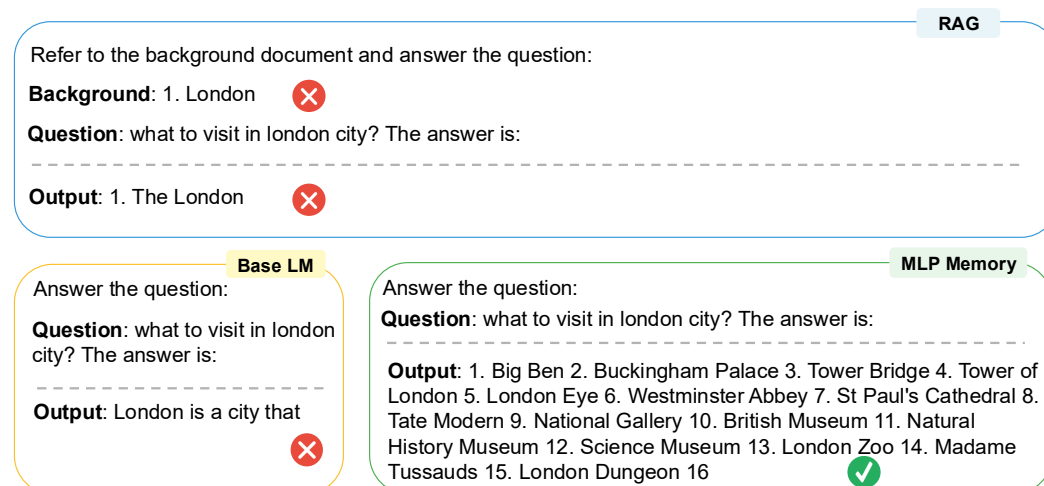 RAG
Refer to the background document and answer the question:
Background: 1. London
Question: what to visit in london city? The answer is:
Output: 1. The London
Base LM
Answer the question:
Question: what to visit in london
city? The answer is:
Output: London is a city that
MLP Memory
Answer the question:
Question: what to visit in london city? The answer is:
Output: 1. Big Ben 2. Buckingham Palace 3. Tower Bridge 4. Tower of
London 5. London Eye 6. Westminster Abbey 7. St Paul's Cathedral 8.
Tate Modern 9. National Gallery 10. British Museum 11. Natural
History Museum 12. Science Museum 13. London Zoo 14. Madame
Tussauds 15. London Dungeon 16